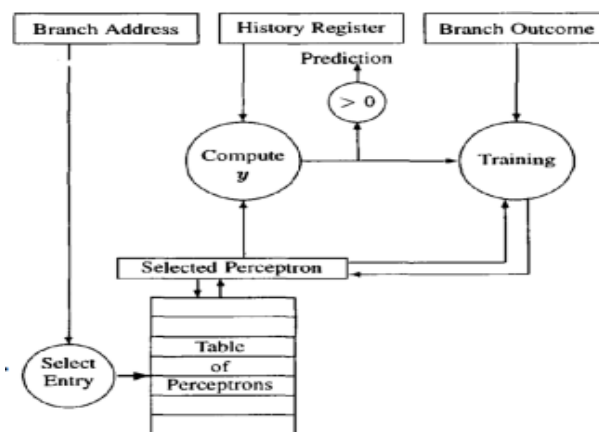 Branch Address
History Register
Branch Outcome
Prediction
> 0
Compute
y
Training
Selected Perceptron
Select
Entry
Table
of
Perceptrons